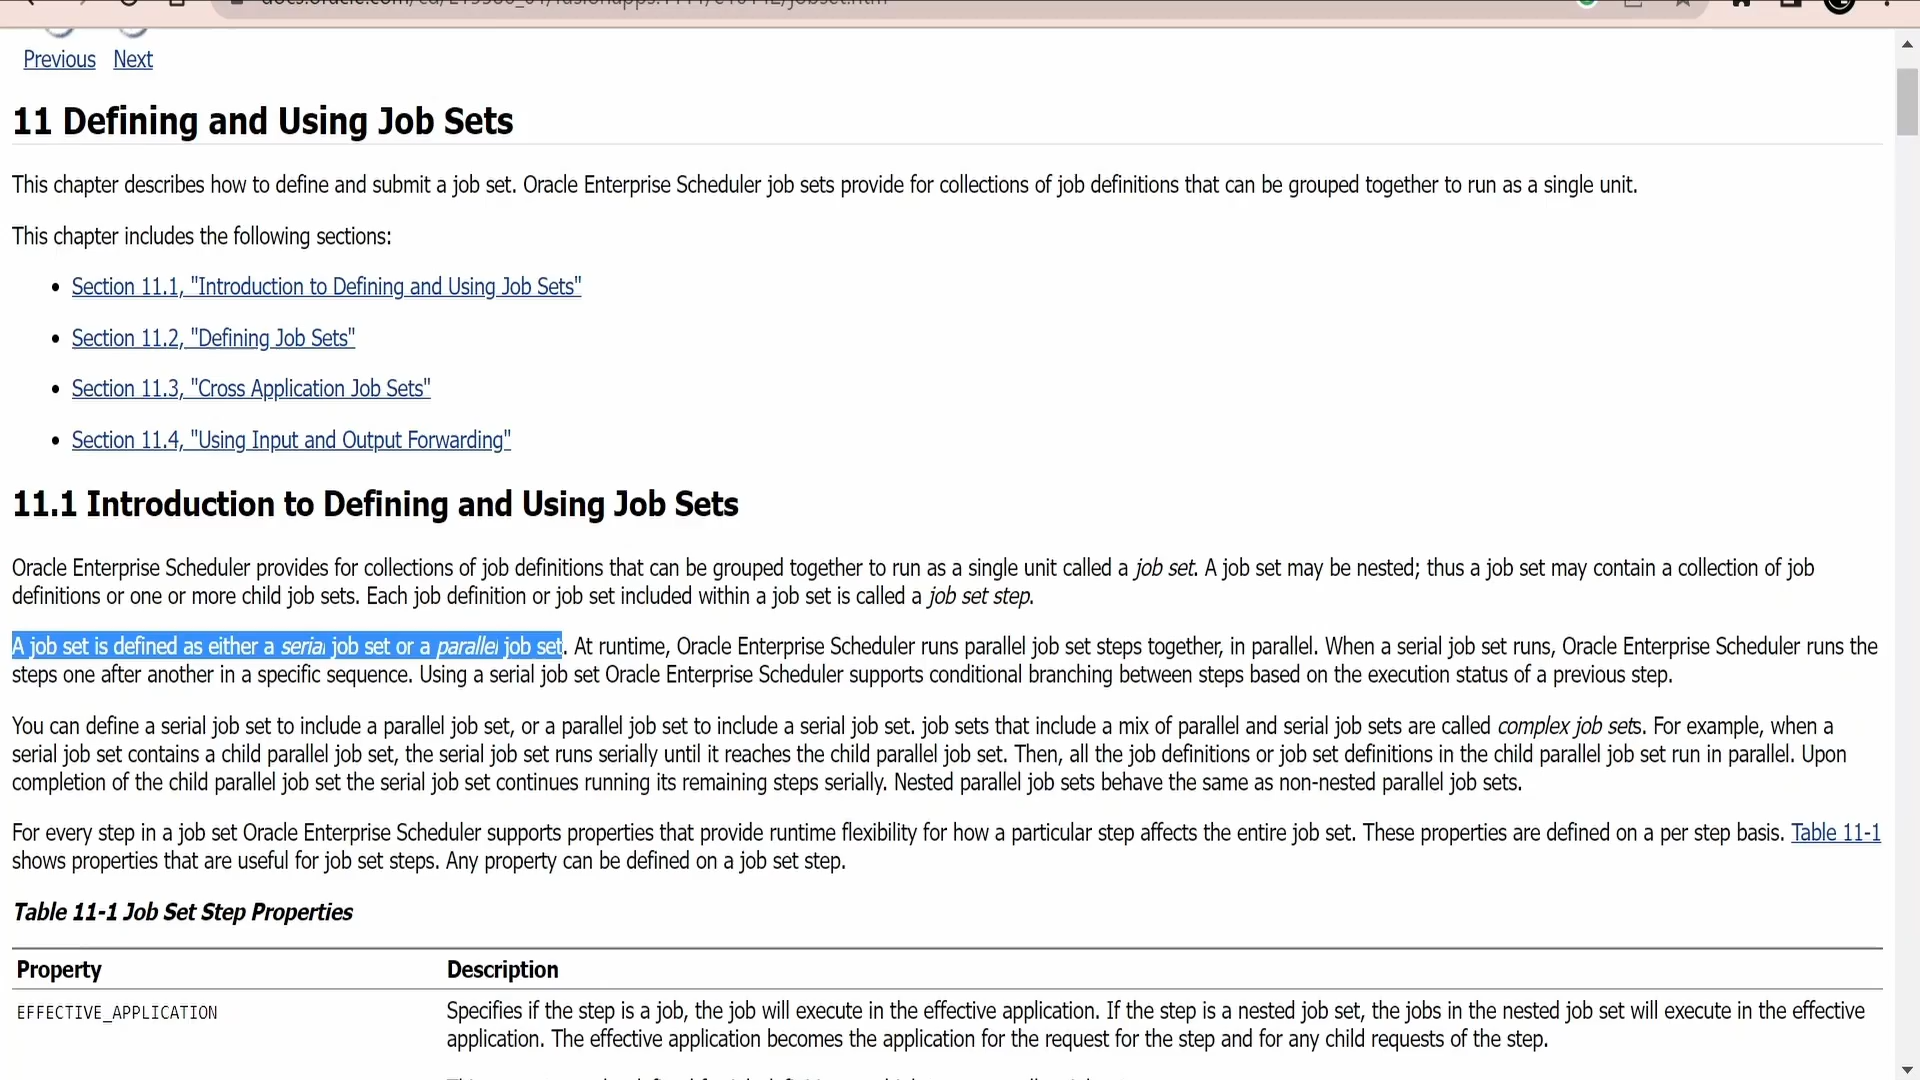 Previous Next
11 Defining and Using Job Sets
This chapter describes how to define and submit a job set. Oracle Enterprise Scheduler job sets provide for collections of job definitions that can be grouped together to run as a single unit.
This chapter includes the following sections:
• Section 11.1, "Introduction to Defining and Using Job Sets"
• Section 11.2, "Defining Job Sets"
• Section 11.3, "Cross Application Job Sets"
• Section 11.4, "Using Input and Output Forwarding"
11.1 Introduction to Defining and Using Job Sets
Oracle Enterprise Scheduler provides for collections of job definitions that can be grouped together to run as a single unit called a job set. A job set may be nested; thus a job set may contain a collection of job
definitions or one or more child job sets. Each job definition or job set included within a job set is called a job set step.
A job set is defined as either a serial job set or a parallel job set. At runtime, Oracle Enterprise Scheduler runs parallel job set steps together, in parallel. When a serial job set runs, Oracle Enterprise Scheduler runs the
steps one after another in a specific sequence. Using a serial job set Oracle Enterprise Scheduler supports conditional branching between steps based on the execution status of a previous step.
You can define a serial job set to include a parallel job set, or a parallel job set to include a serial job set. job sets that include a mix of parallel and serial job sets are called complex job sets. For example, when a
serial job set contains a child parallel job set, the serial job set runs serially until it reaches the child parallel job set. Then, all the job definitions or job set definitions in the child parallel job set run in parallel. Upon
completion of the child parallel job set the serial job set continues running its remaining steps serially. Nested parallel job sets behave the same as non-nested parallel job sets.
For every step in a job set Oracle Enterprise Scheduler supports properties that provide runtime flexibility for how a particular step affects the entire job set. These properties are defined on a per step basis. Table 11-1
shows properties that are useful for job set steps. Any property can be defined on a job set step.
Table 11-1 Job Set Step Properties
Property Description
EFFECTIVE_APPLICATION Specifies if the step is a job, the job will execute in the effective application. If the step is a nested job set, the jobs in the nested job set will execute in the effective
application. The effective application becomes the application for the request for the step and for any child requests of the step.